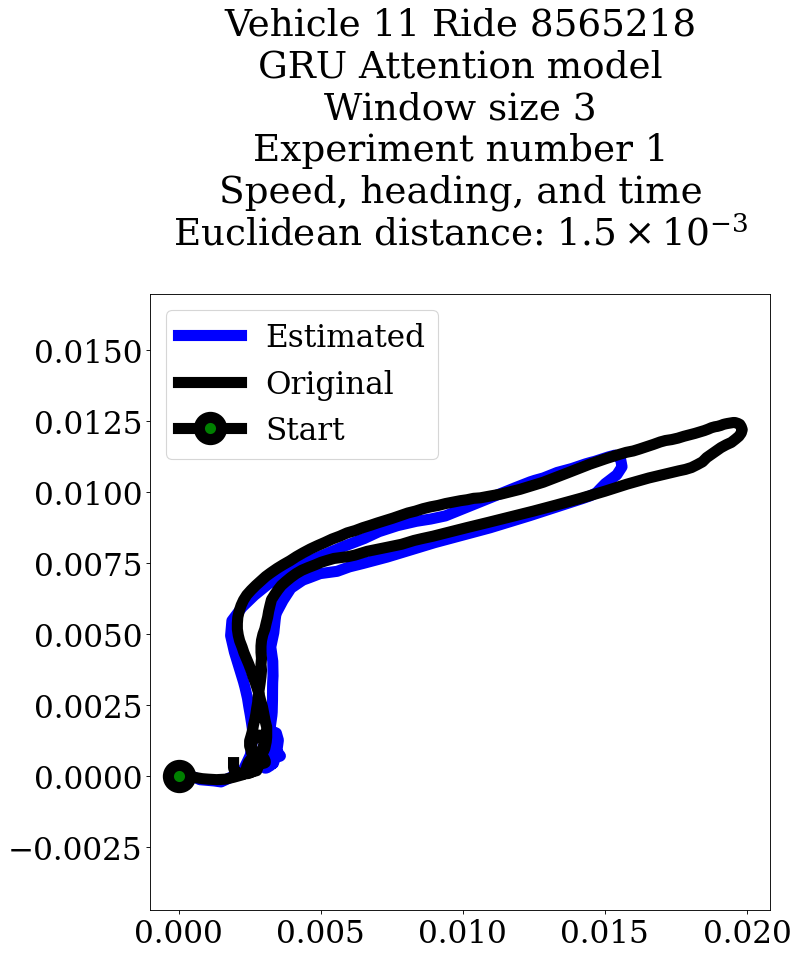 Vehicle 11 Ride 8565218
GRU Attention model
Window size 3
Experiment number 1
Speed, heading, and time
Euclidean distance: 1.5 × 10⁻³
Estimated
Original
Start
0.0150
0.0125
0.0100
0.0075
0.0050
0.0025
0.0000
−0.0025
0.000 0.005 0.010 0.015 0.020